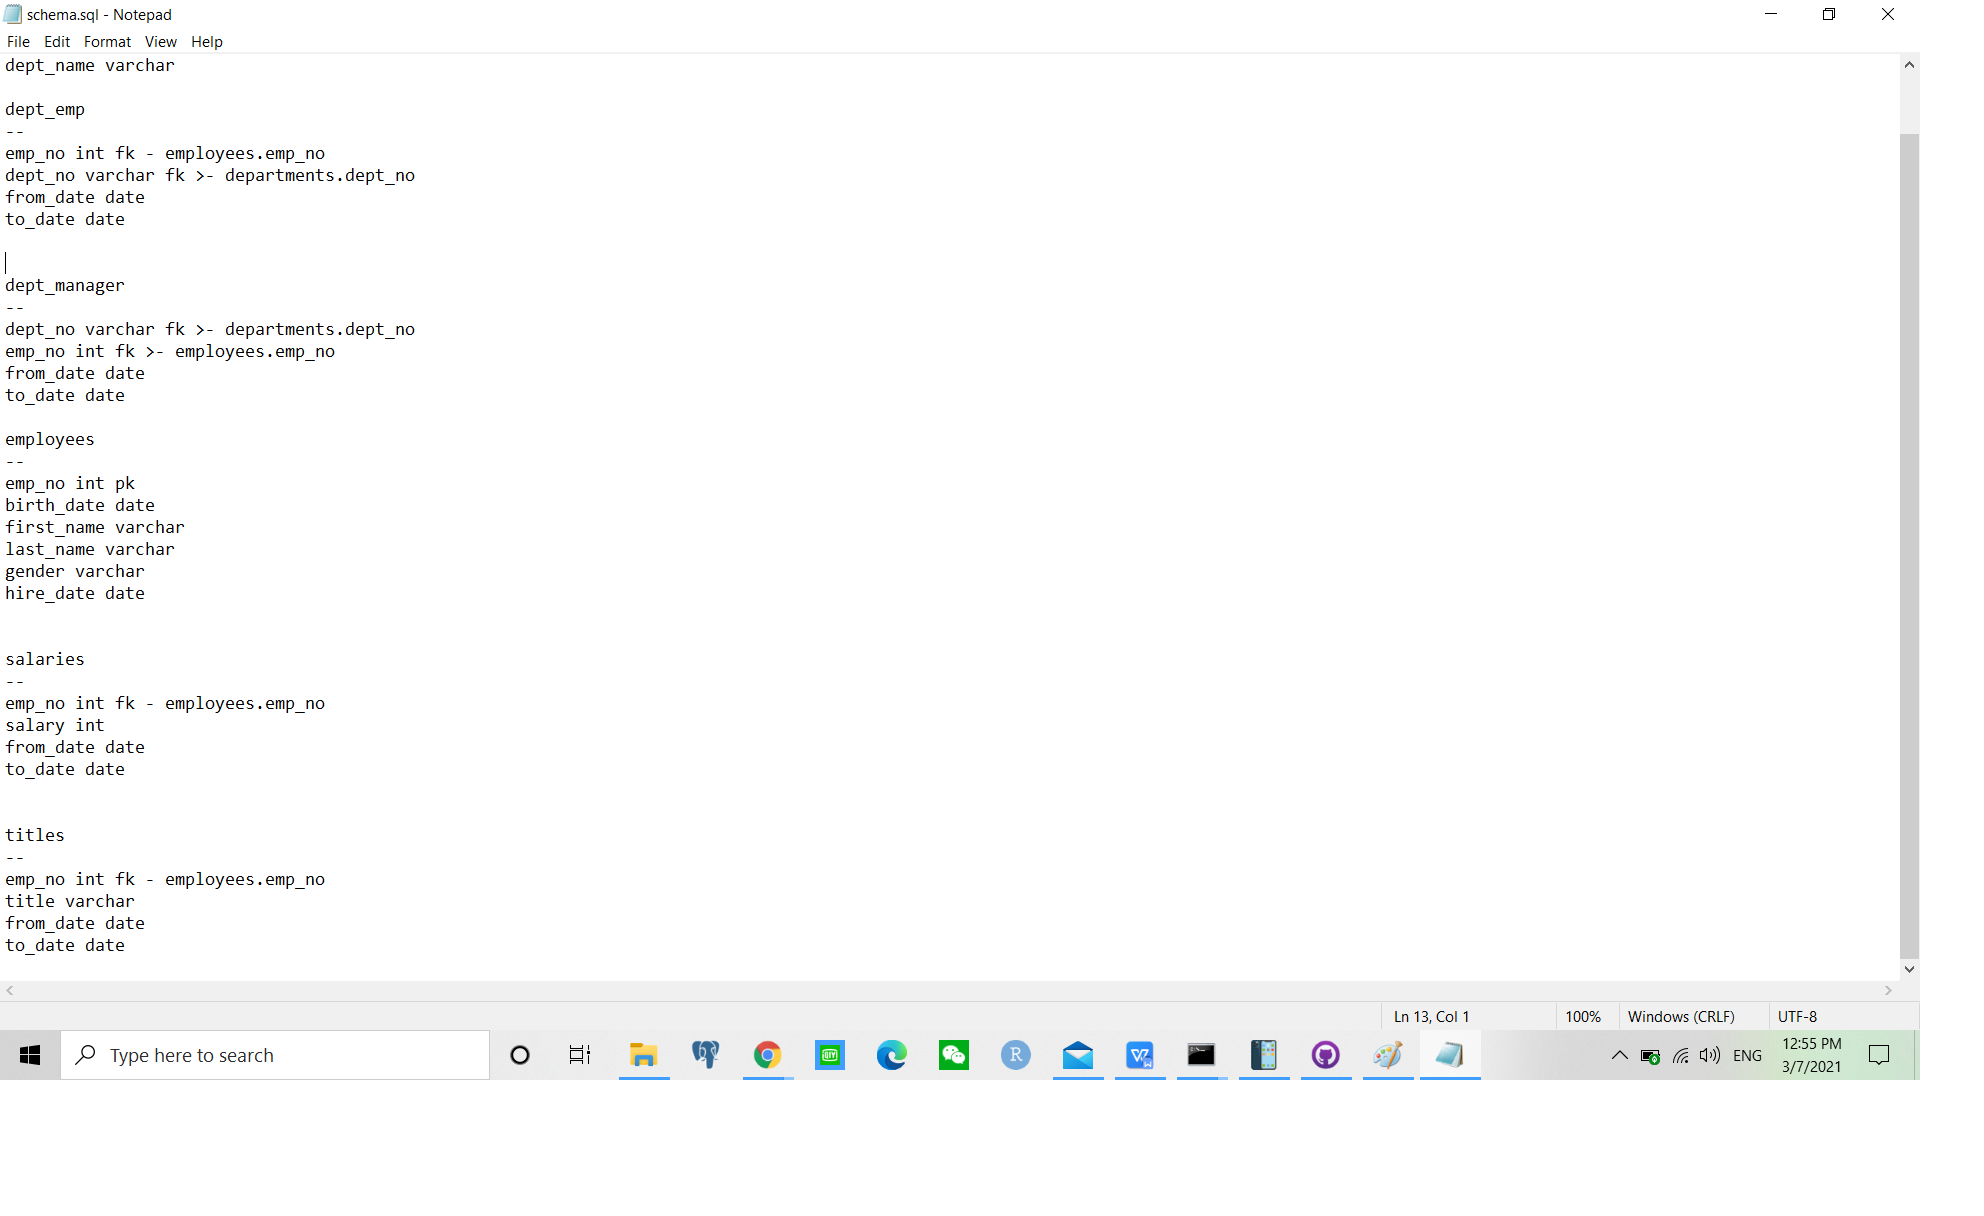 schema.sql - Notepad
File Edit Format View Help
dept_name varchar
dept_emp
--
emp_no int fk - employees.emp_no
dept_no varchar fk >- departments.dept_no
from_date date
to_date date
dept_manager
--
dept_no varchar fk >- departments.dept_no
emp_no int fk >- employees.emp_no
from_date date
to_date date
employees
--
emp_no int pk
birth_date date
first_name varchar
last_name varchar
gender varchar
hire_date date
salaries
--
emp_no int fk - employees.emp_no
salary int
from_date date
to_date date
titles
--
emp_no int fk - employees.emp_no
title varchar
from_date date
to_date date
Ln 13, Col 1 100% Windows (CRLF) UTF-8
Type here to search
QIY
R
ENG
12:55 PM
3/7/2021